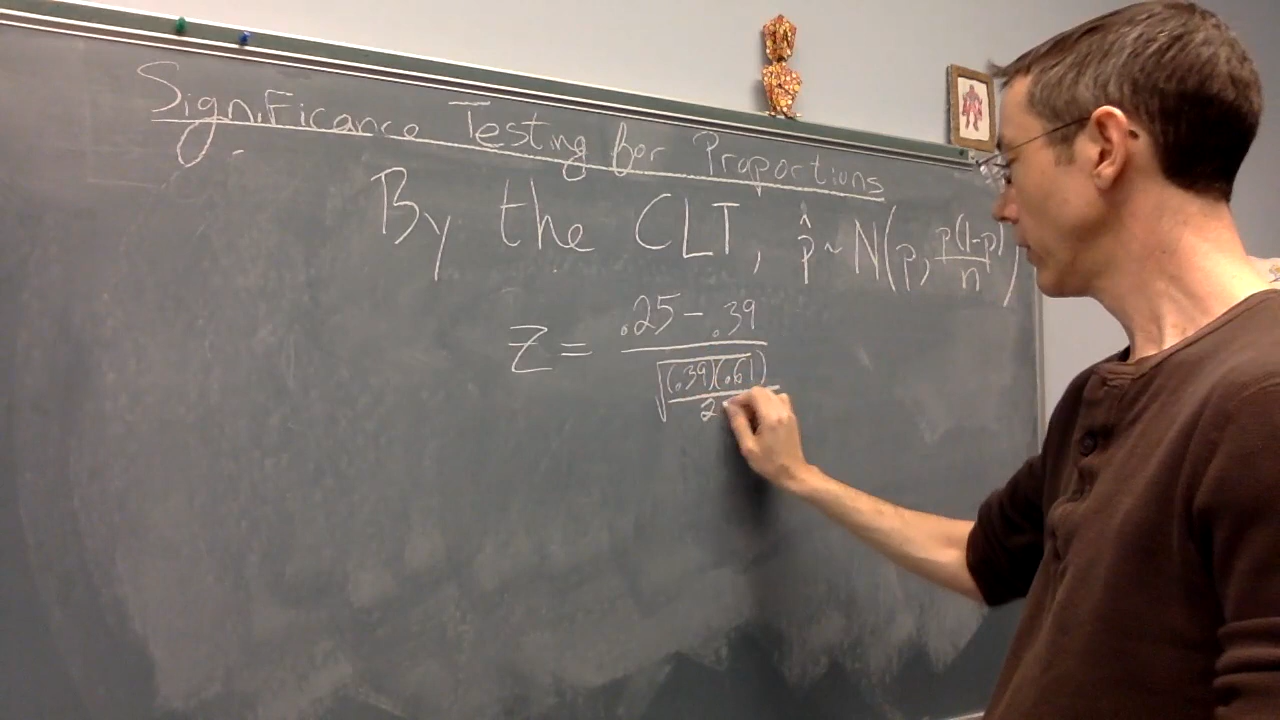 Significance Testing for Proportions
By the CLT, p̂ ~ N(p, p(1-p)/n)
Z = .25 - .39
√(.39)(.61)
2